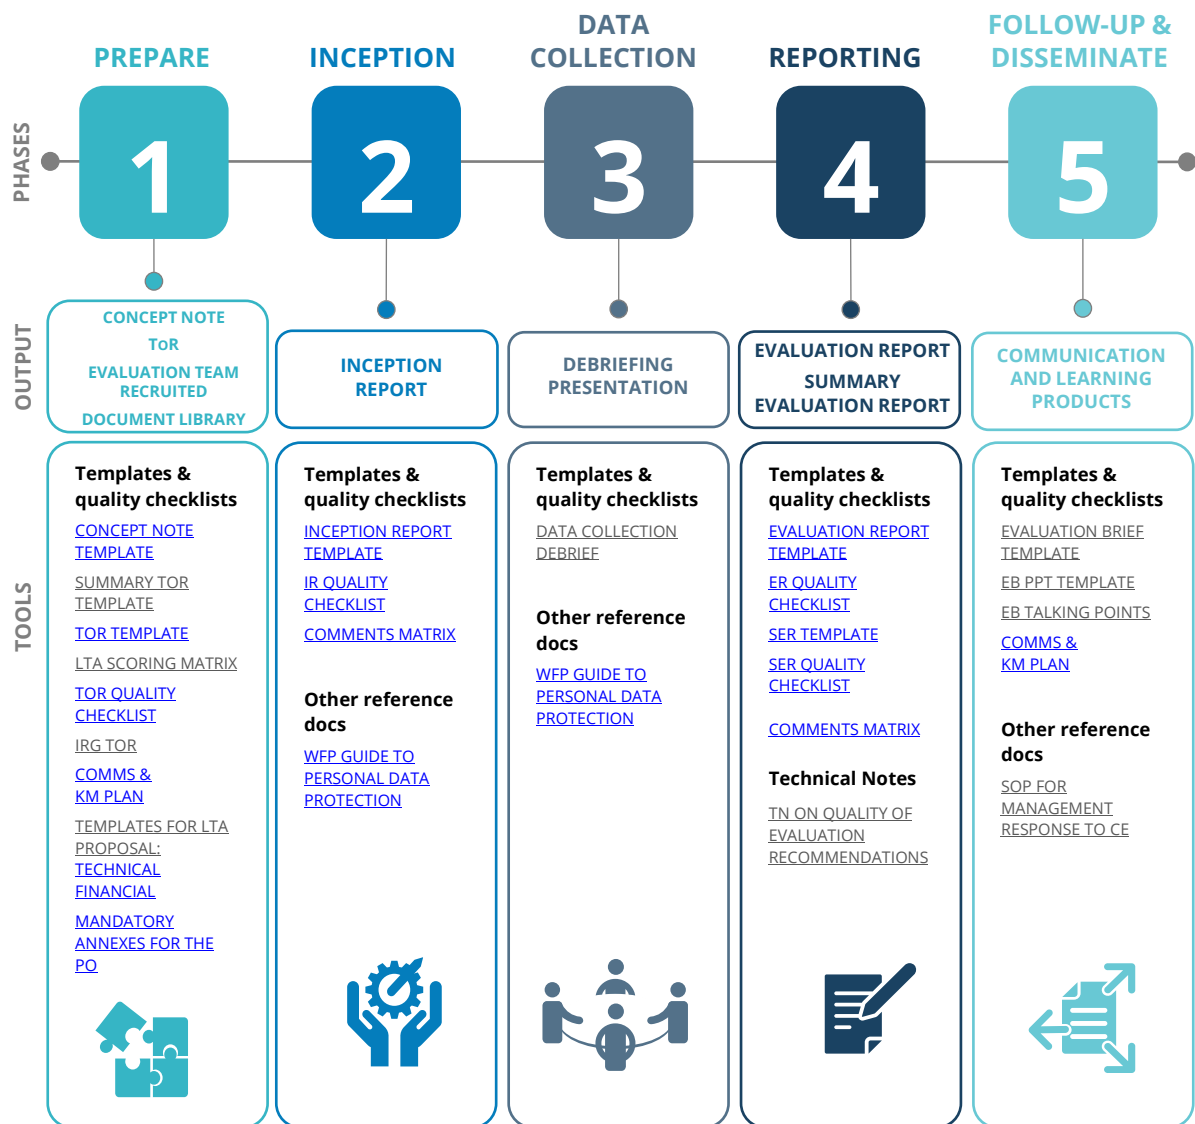 PREPARE
INCEPTION
DATA
COLLECTION
REPORTING
FOLLOW-UP &
DISSEMINATE
PHASES
1
2
3
4
5
OUTPUT
CONCEPT NOTE
ToR
EVALUATION TEAM
RECRUITED
DOCUMENT LIBRARY
INCEPTION
REPORT
DEBRIEFING
PRESENTATION
EVALUATION REPORT
SUMMARY
EVALUATION REPORT
COMMUNICATION
AND LEARNING
PRODUCTS
TOOLS
Templates &
quality checklists
CONCEPT NOTE
TEMPLATE
SUMMARY TOR
TEMPLATE
TOR TEMPLATE
LTA SCORING MATRIX
TOR QUALITY
CHECKLIST
IRG TOR
COMMS &
KM PLAN
TEMPLATES FOR LTA
PROPOSAL:
TECHNICAL
FINANCIAL
MANDATORY
ANNEXES FOR THE
PO
Templates &
quality checklists
INCEPTION REPORT
TEMPLATE
IR QUALITY
CHECKLIST
COMMENTS MATRIX
Other reference
docs
WFP GUIDE TO
PERSONAL DATA
PROTECTION
Templates &
quality checklists
DATA COLLECTION
DEBRIEF
Other reference
docs
WFP GUIDE TO
PERSONAL DATA
PROTECTION
Templates &
quality checklists
EVALUATION REPORT
TEMPLATE
ER QUALITY
CHECKLIST
SER TEMPLATE
SER QUALITY
CHECKLIST
COMMENTS MATRIX
Technical Notes
TN ON QUALITY OF
EVALUATION
RECOMMENDATIONS
Templates &
quality checklists
EVALUATION BRIEF
TEMPLATE
EB PPT TEMPLATE
EB TALKING POINTS
COMMS &
KM PLAN
Other reference
docs
SOP FOR
MANAGEMENT
RESPONSE TO CE